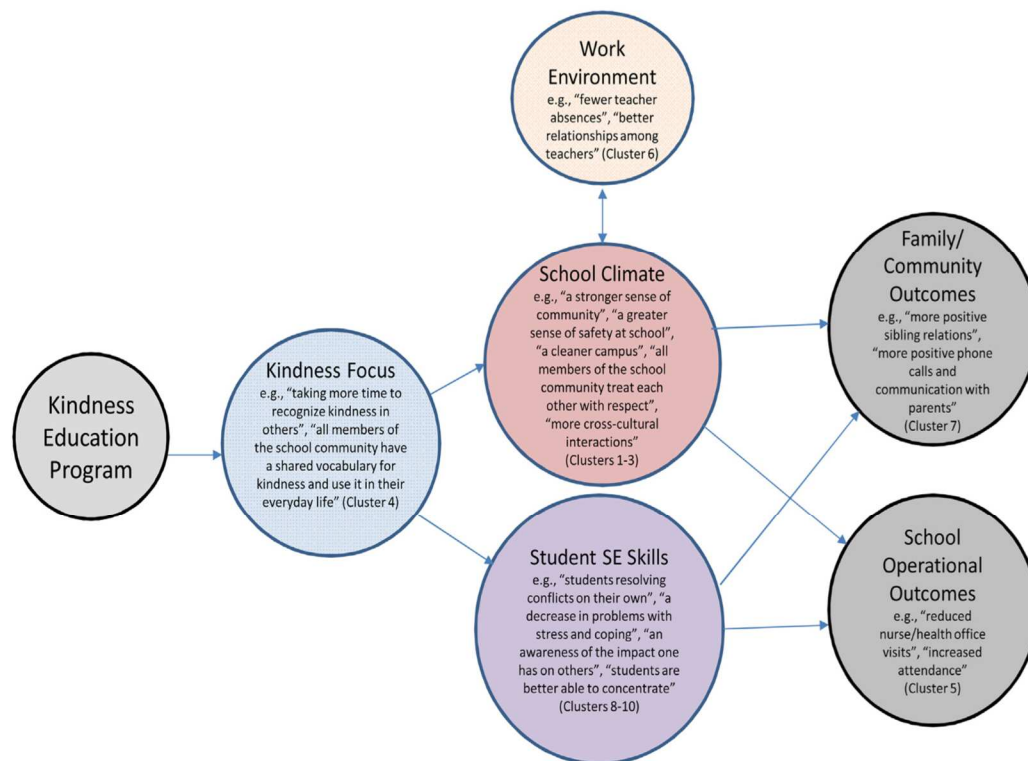 Work
Environment
e.g., “fewer teacher
absences”, “better
relationships among
teachers” (Cluster 6)
Kindness
Education
Program
Kindness Focus
e.g., “taking more time to
recognize kindness in
others”, “all members of
the school community have
a shared vocabulary for
kindness and use it in their
everyday life” (Cluster 4)
School Climate
e.g., “a stronger sense of
community”, “a greater
sense of safety at school”,
“a cleaner campus”, “all
members of the school
community treat each
other with respect”,
“more cross-cultural
interactions”
(Clusters 1-3)
Student SE Skills
e.g., “students resolving
conflicts on their own”, “a
decrease in problems with
stress and coping”, “an
awareness of the impact one
has on others”, “students are
better able to concentrate”
(Clusters 8-10)
Family/
Community
Outcomes
e.g., “more positive
sibling relations”,
“more positive phone
calls and
communication with
parents”
(Cluster 7)
School
Operational
Outcomes
e.g., “reduced
nurse/health office
visits”, “increased
attendance”
(Cluster 5)